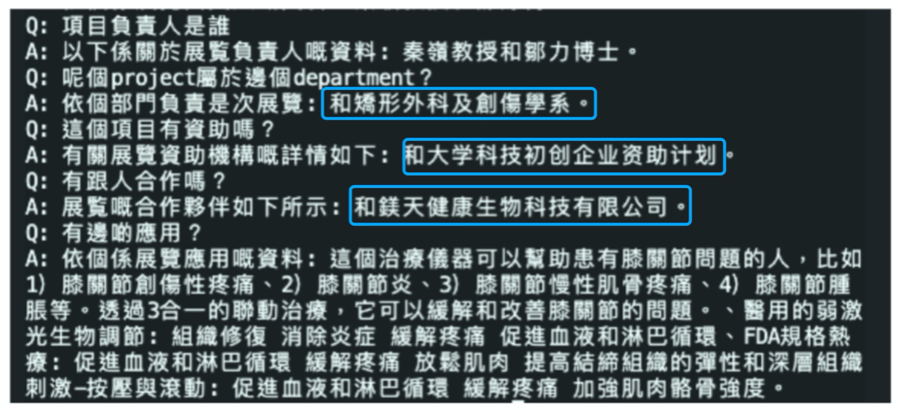 Q: 項目負責人是誰
A: 以下係關於展覧負責人嘅資料: 秦嶺教授和鄒力博士。
Q: 呢個project屬於邊個department?
A: 依個部門負責是次展覧: 和矯形外科及創傷學系。
Q: 這個項目有資助嗎?
A: 有關展覧資助機構嘅詳情如下: 和大学科技初创企业资助计划。
Q: 有跟人合作嗎?
A: 展覧嘅合作夥伴如下所示: 和鎂天健康生物科技有限公司。
Q: 有邊啲應用?
A: 依個係展覧應用嘅資料: 這個治療儀器可以幫助患有膝關節問題的人,比如
1) 膝關節創傷性疼痛、2) 膝關節炎、3) 膝關節慢性肌骨疼痛、4) 膝關節腫
脹等。透過3合一的聯動治療,它可以緩解和改善膝關節的問題。、醫用的弱激
光生物調節: 組織修復 消除炎症 緩解疼痛 促進血液和淋巴循環、FDA規格熱
療: 促進血液和淋巴循環 緩解疼痛 放鬆肌肉 提高結締組織的彈性和深層組織
刺激-按壓與滾動: 促進血液和淋巴循環 緩解疼痛 加強肌肉骼骨強度。